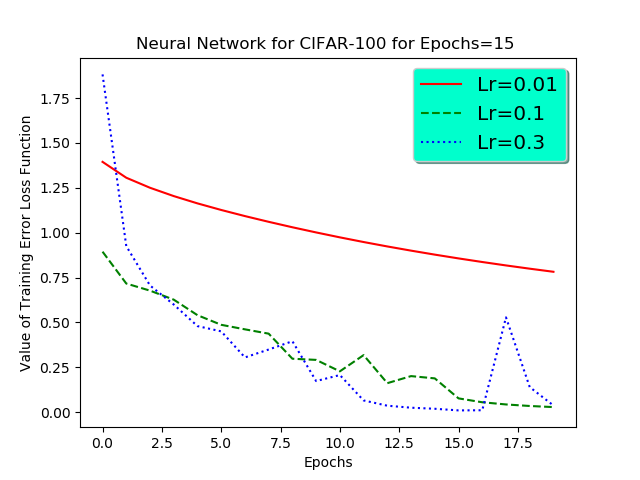 Neural Network for CIFAR-100 for Epochs=15
Lr=0.01
Lr=0.1
Lr=0.3
Value of Training Error Loss Function
1.75
1.50
1.25
1.00
0.75
0.50
0.25
0.00
0.0 2.5 5.0 7.5 10.0 12.5 15.0 17.5
Epochs